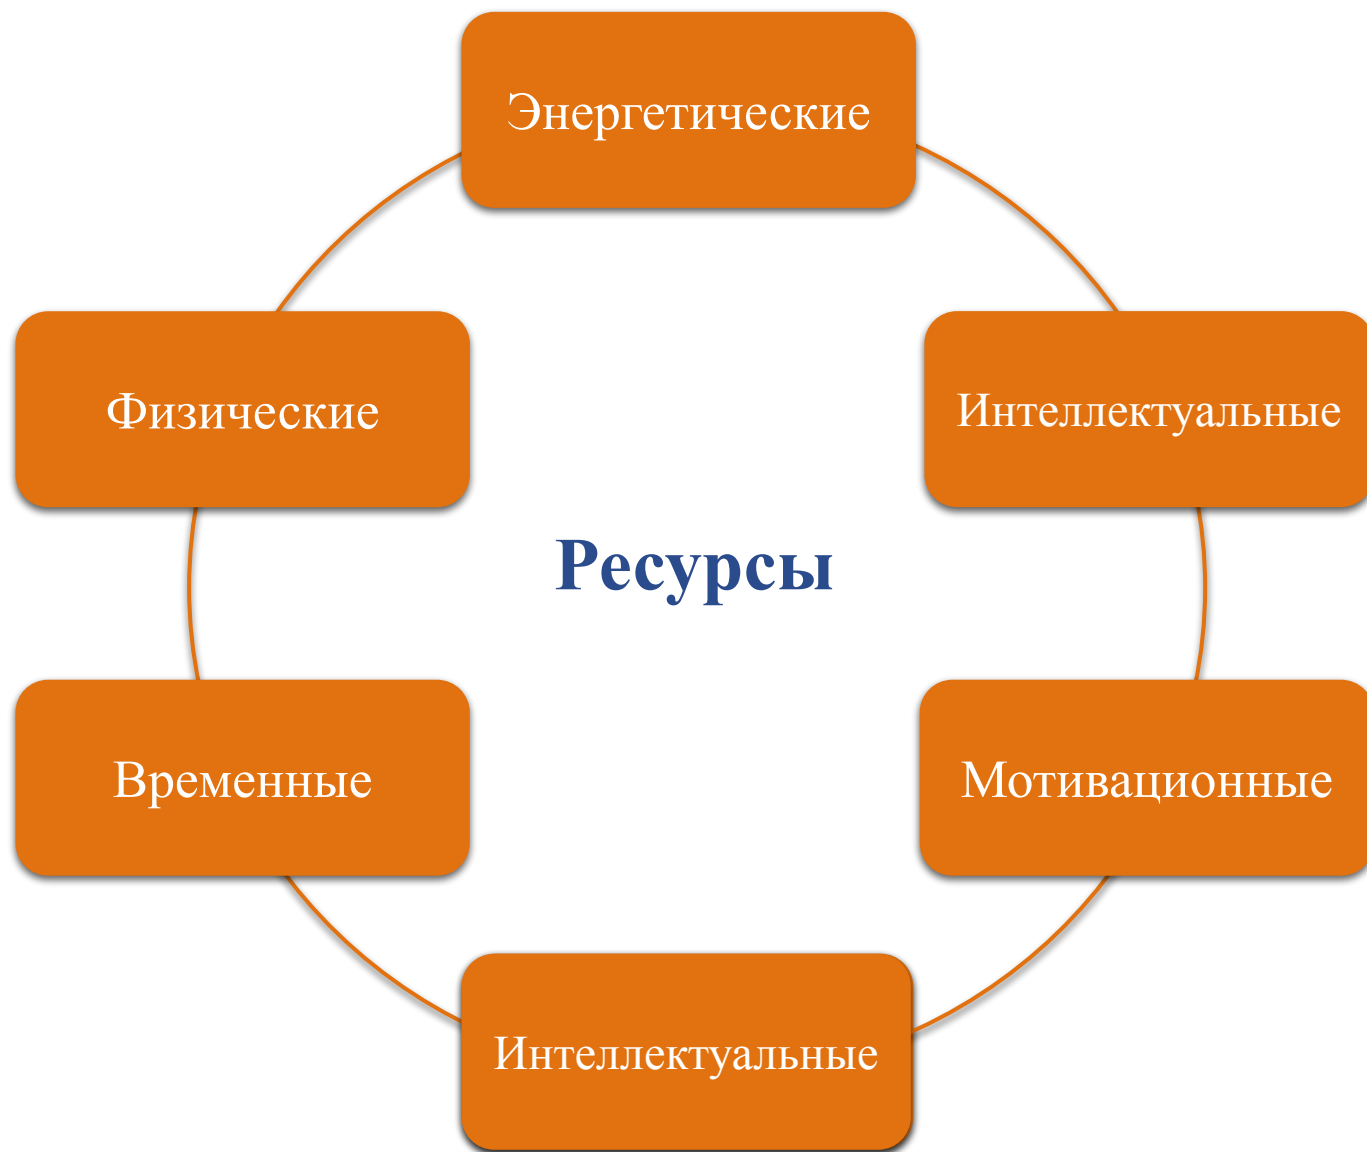 Энергетические
Физические
Интеллектуальные
Ресурсы
Временные
Мотивационные
Интеллектуальные